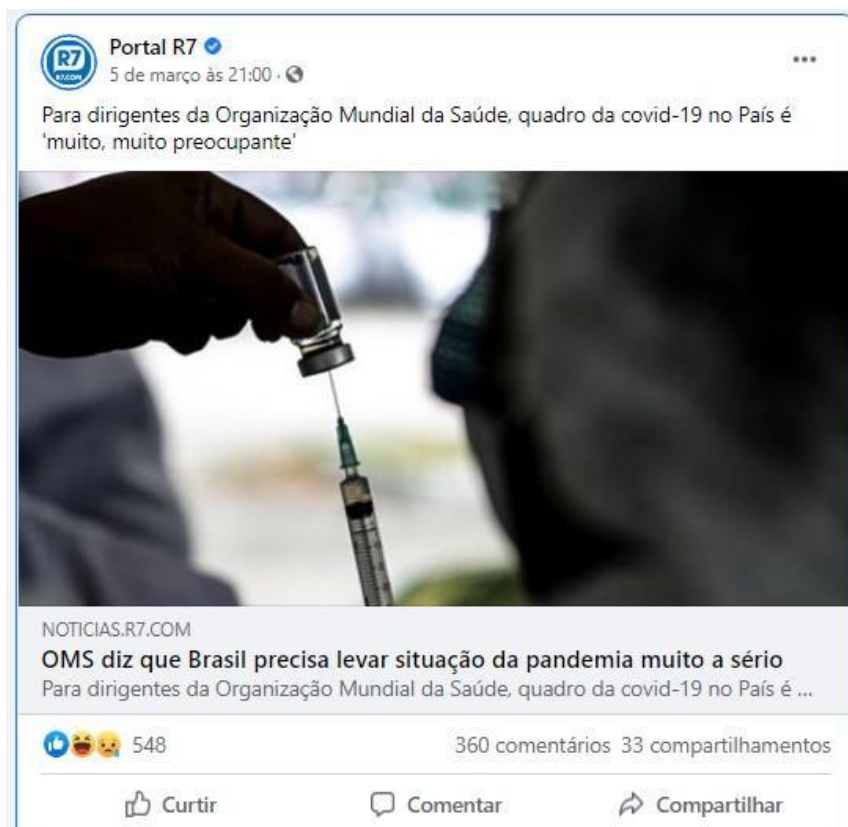 R7
R7.COM
Portal R7
5 de março às 21:00 ·
Para dirigentes da Organização Mundial da Saúde, quadro da covid-19 no País é
'muito, muito preocupante'
NOTICIAS.R7.COM
OMS diz que Brasil precisa levar situação da pandemia muito a sério
Para dirigentes da Organização Mundial da Saúde, quadro da covid-19 no País é ...
548 360 comentários 33 compartilhamentos
Curtir Comentar Compartilhar